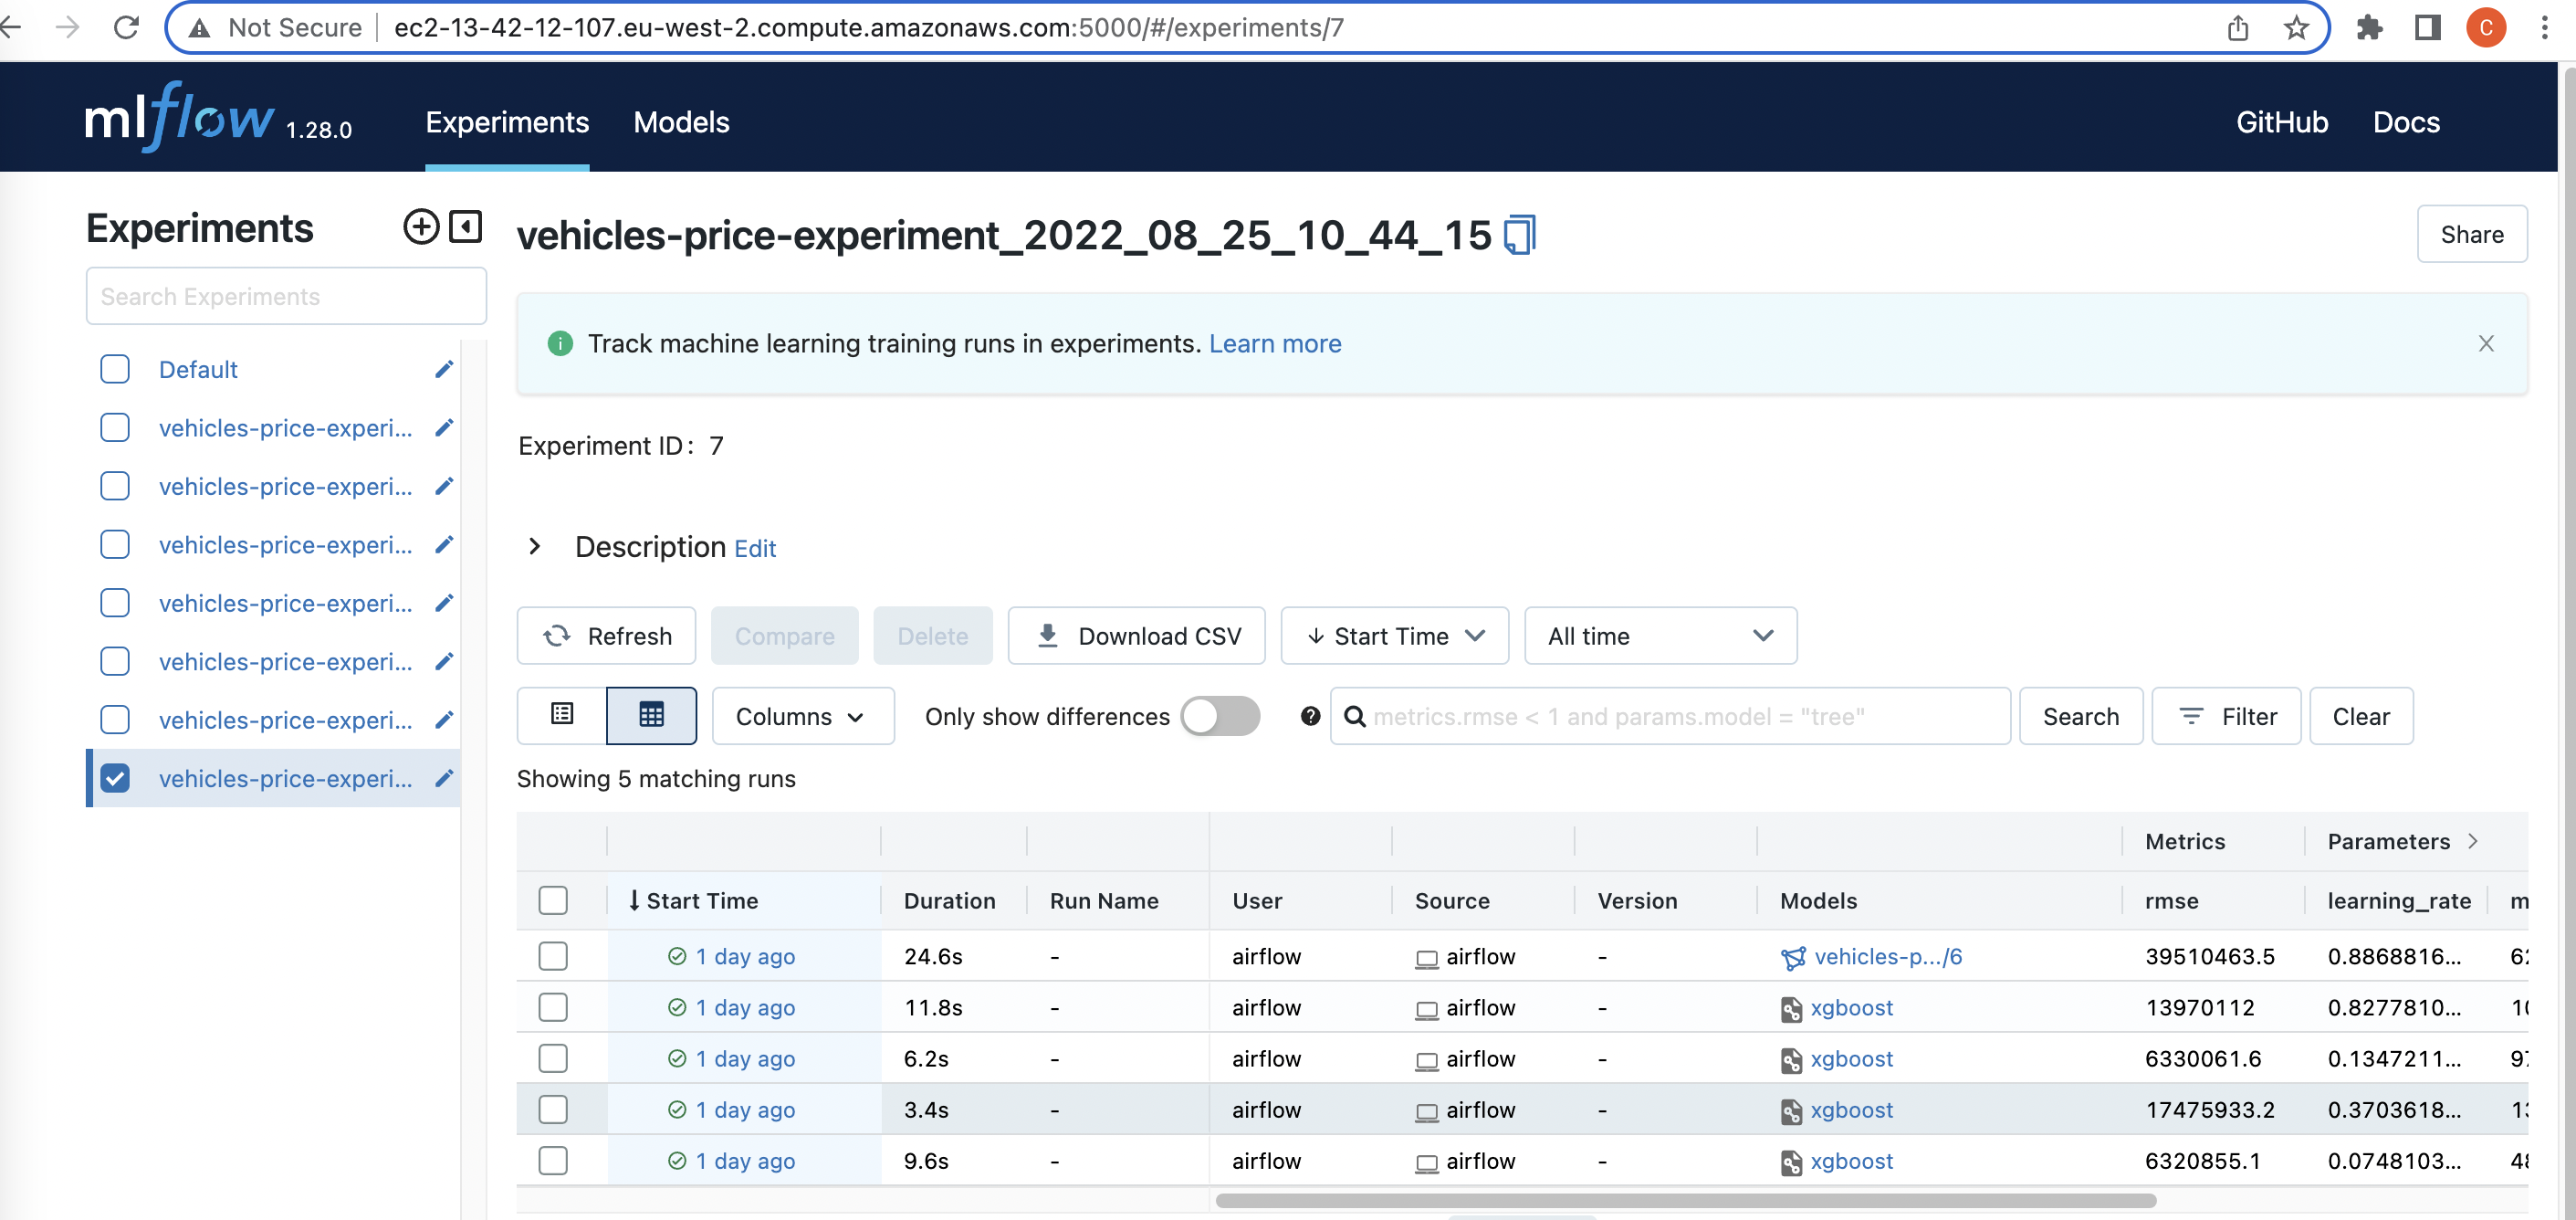 Not Secure ec2-13-42-12-107.eu-west-2.compute.amazonaws.com:5000/#/experiments/7 C
mlflow 1.28.0 Experiments Models GitHub Docs
Experiments
vehicles-price-experiment_2022_08_25_10_44_15 Share
Search Experiments
Track machine learning training runs in experiments. Learn more
Default
vehicles-price-experi...
Experiment ID: 7
vehicles-price-experi...
vehicles-price-experi...
Description Edit
vehicles-price-experi...
Refresh Compare Delete Download CSV Start Time All time
vehicles-price-experi...
vehicles-price-experi...
Columns Only show differences metrics.rmse < 1 and params.model = "tree" Search Filter Clear
vehicles-price-experi...
Showing 5 matching runs
Metrics Parameters
Start Time Duration Run Name User Source Version Models rmse learning_rate
1 day ago 24.6s - airflow airflow - vehicles-p.../6 39510463.5 0.8868816...
1 day ago 11.8s - airflow airflow - xgboost 13970112 0.8277810...
1 day ago 6.2s - airflow airflow - xgboost 6330061.6 0.1347211...
1 day ago 3.4s - airflow airflow - xgboost 17475933.2 0.3703618...
1 day ago 9.6s - airflow airflow - xgboost 6320855.1 0.0748103...